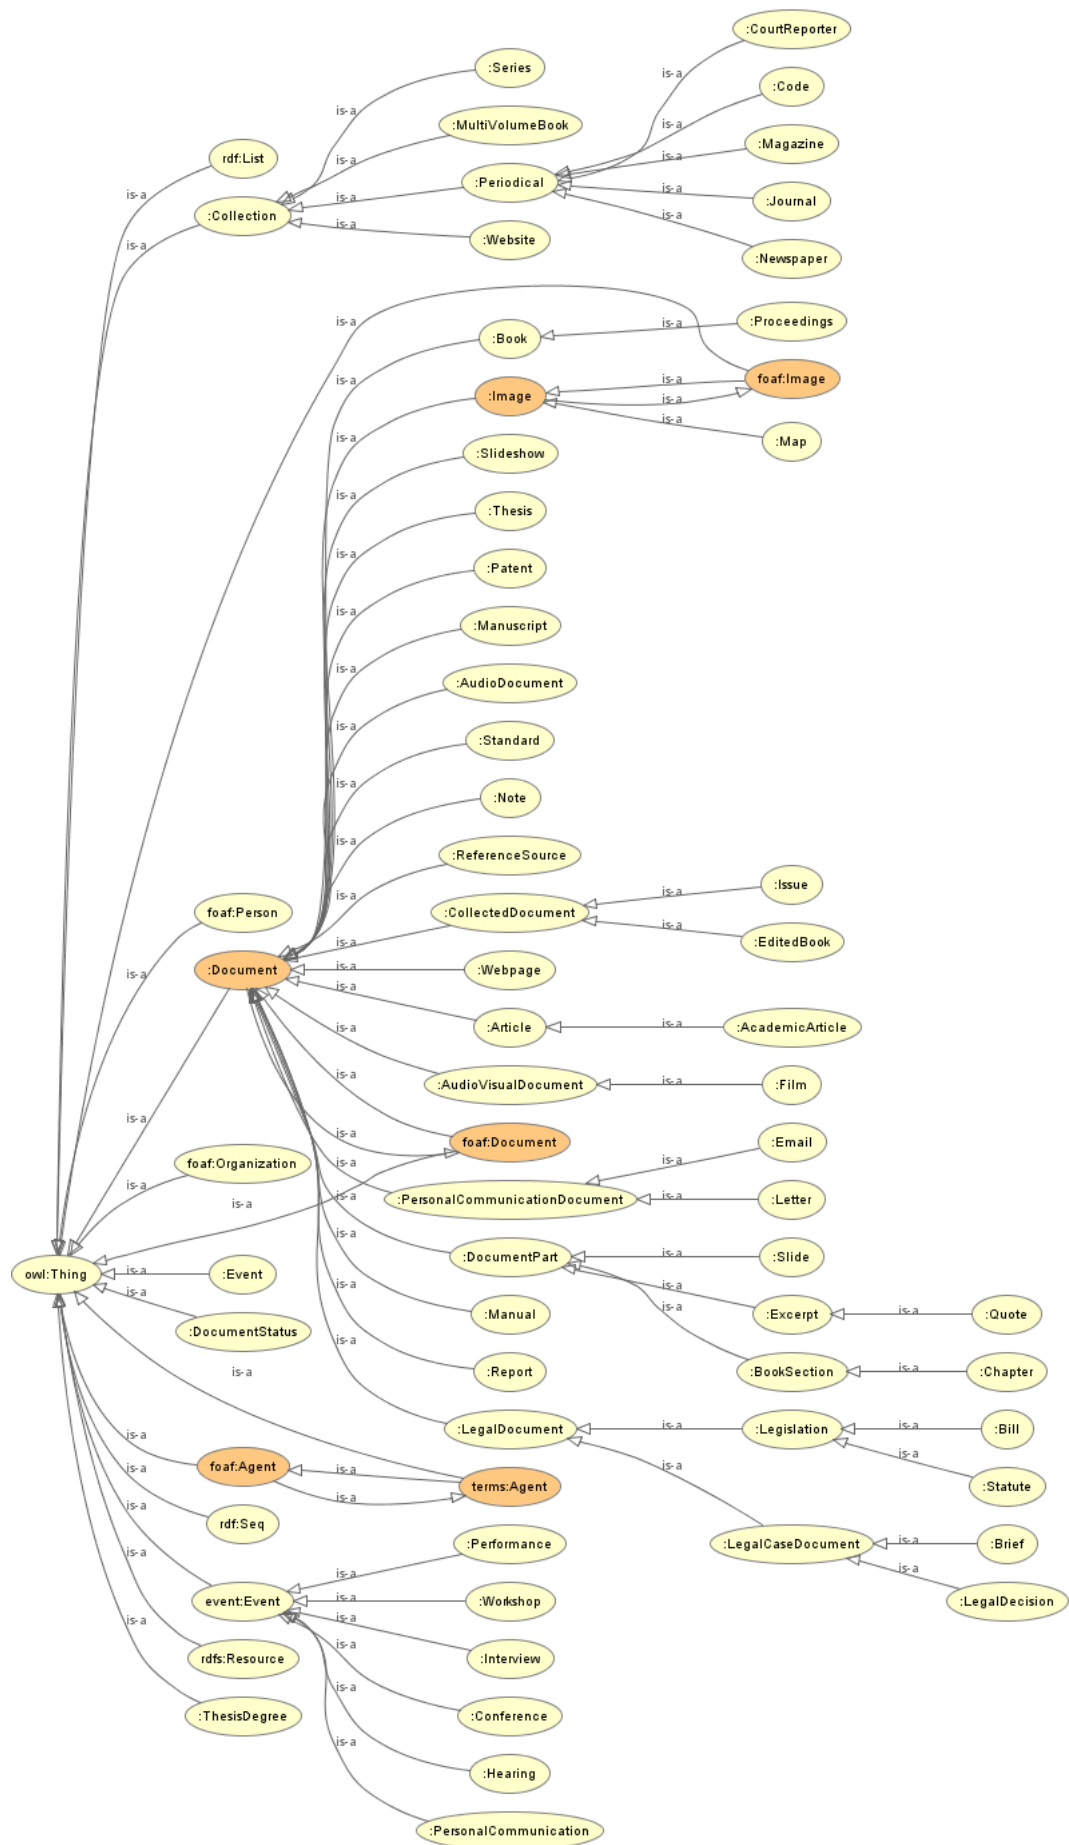 :CourtReporter
:Series
is-a
:Code
is-a
:MultiVolumeBook
is-a
:Magazine
rdf:List
is-a
is-a
:Periodical
is-a
is-a
:Journal
:Collection
is-a
is-a
is-a
:Website
is-a
:Newspaper
is-a
:Proceedings
is-a
:Book
is-a
foaf:Image
is-a
:Image
is-a
is-a
:Map
:Slideshow
is-a
:Thesis
is-a
:Patent
is-a
:Manuscript
is-a
:AudioDocument
is-a
:Standard
is-a
:Note
is-a
:ReferenceSource
:Issue
is-a
is-a
foaf:Person
:CollectedDocument
:EditedBook
is-a
is-a
:Document
is-a
:Webpage
is-a
is-a
:Article
is-a
:AcademicArticle
is-a
:AudioVisualDocument
is-a
:Film
is-a
is-a
foaf:Document
:Email
foaf:Organization
is-a
is-a
is-a
:PersonalCommunicationDocument
is-a
:Letter
is-a
is-a
:DocumentPart
:Slide
owl:Thing
is-a
:Event
is-a
:DocumentStatus
is-a
:Manual
is-a
:Excerpt
is-a
:Quote
is-a
is-a
:Report
:BookSection
is-a
:Chapter
is-a
:LegalDocument
is-a
:Legislation
is-a
:Bill
is-a
foaf:Agent
is-a
is-a
is-a
:Statute
is-a
terms:Agent
is-a
rdf:Seq
is-a
:Performance
:LegalCaseDocument
is-a
:Brief
is-a
is-a
is-a
event:Event
is-a
:Workshop
:LegalDecision
is-a
is-a
rdfs:Resource
is-a
:Interview
is-a
:ThesisDegree
:Conference
is-a
:Hearing
:PersonalCommunication